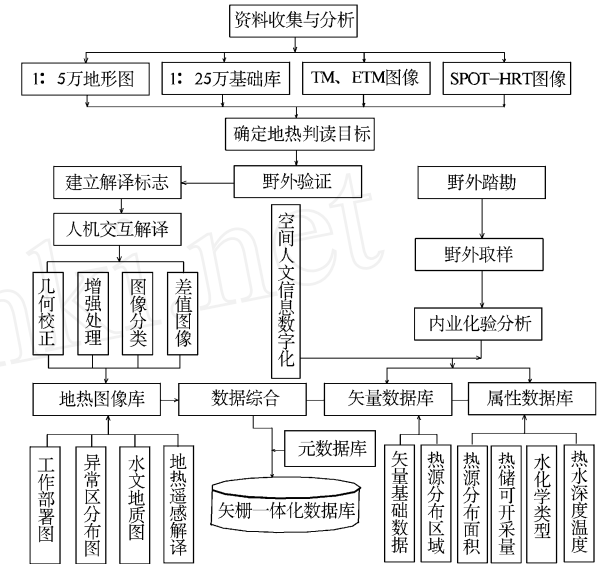 资料收集与分析
1：5万地形图
1：25万基础库
TM、ETM图像
SPOT-HRT图像
确定地热判读目标
建立解译标志
野外验证
野外踏勘
人机交互解译
空间人文信息数字化
野外取样
几何校正
增强处理
图像分类
差值图像
内业化验分析
地热图像库
数据综合
矢量数据库
属性数据库
工作部署图
异常区分布图
水文地质图
地热遥感解译
元数据库
矢栅一体化数据库
矢量基础数据
热源分布区域
热源分布面积
热储可开采量
水化学类型
热水深度温度
nki.net